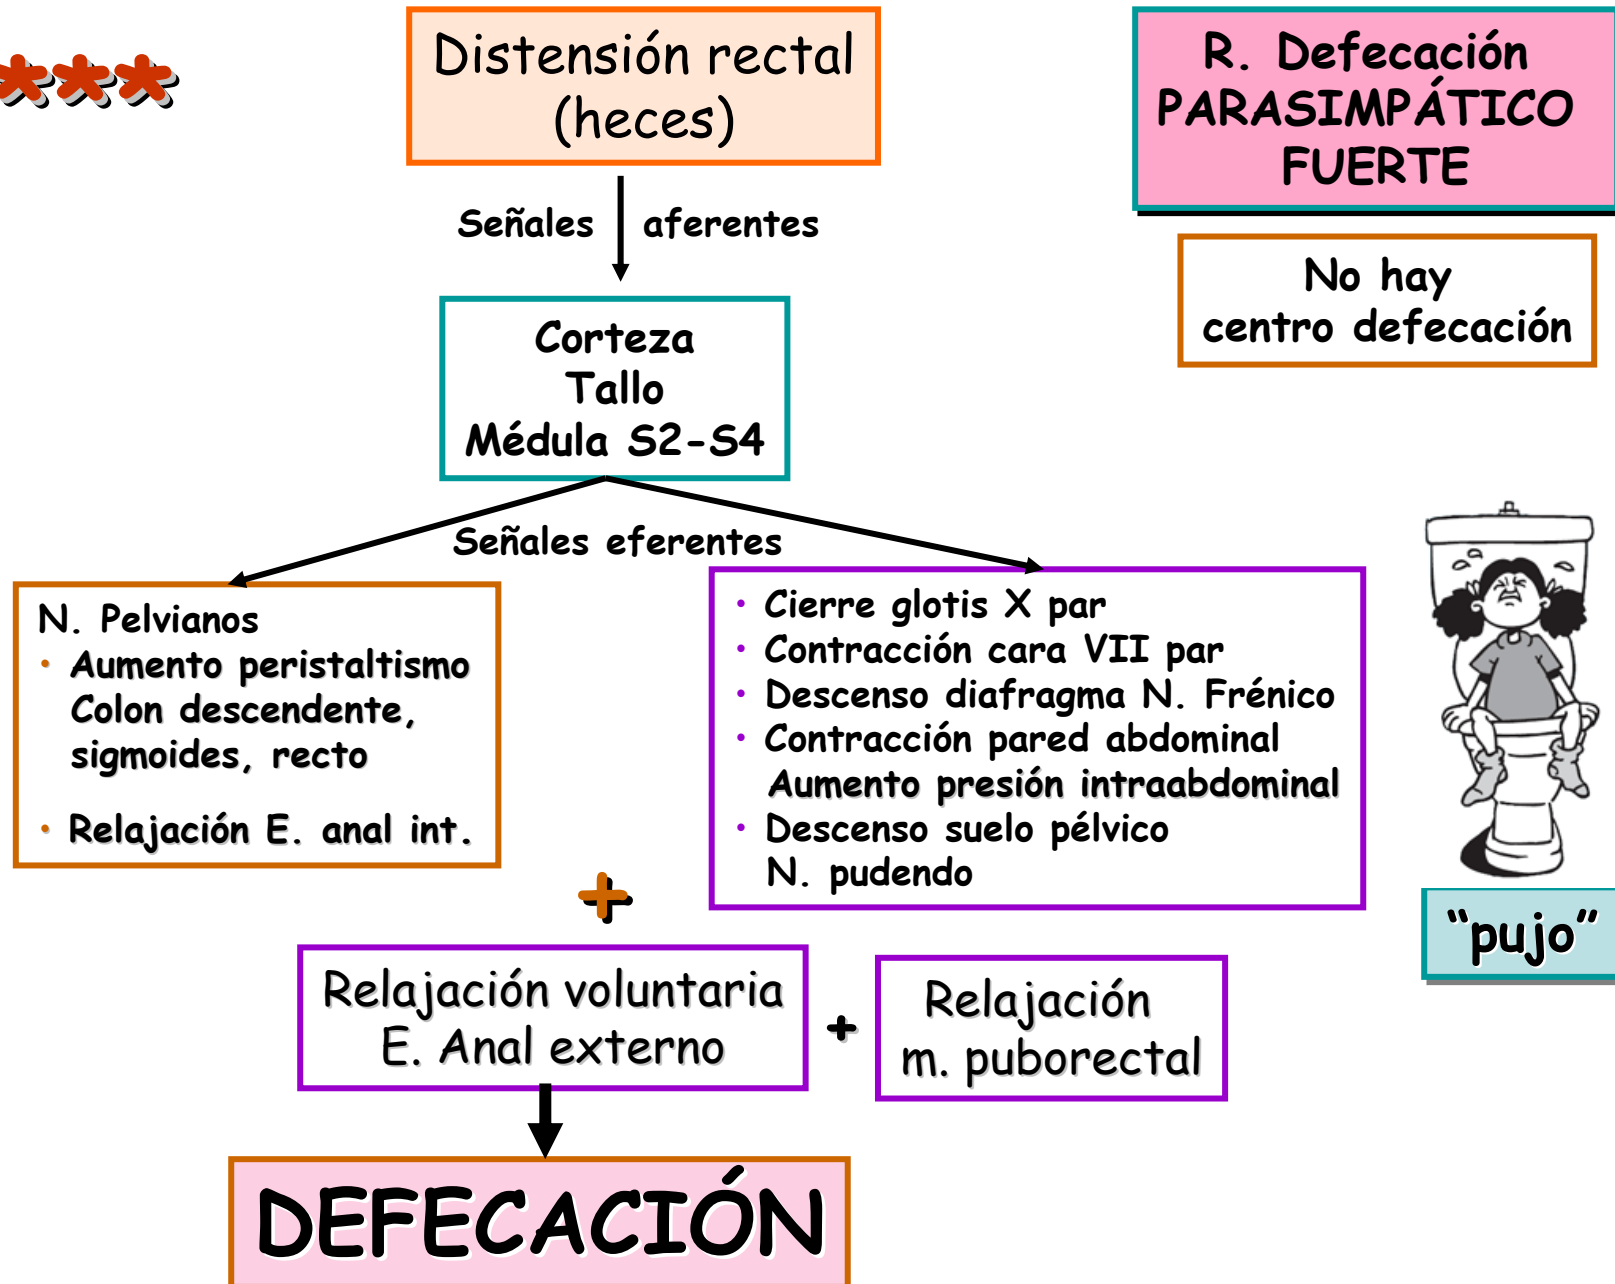 ***
Distensión rectal
(heces)
R. Defecación
PARASIMPÁTICO
FUERTE
No hay
centro defecación
Señales aferentes
Corteza
Tallo
Médula S2-S4
Señales eferentes
N. Pelvianos
• Aumento peristaltismo
Colon descendente,
sigmoides, recto
• Relajación E. anal int.
• Cierre glotis X par
• Contracción cara VII par
• Descenso diafragma N. Frénico
• Contracción pared abdominal
Aumento presión intraabdominal
• Descenso suelo pélvico
N. pudendo
"pujo"
+
Relajación voluntaria
E. Anal externo
+
Relajación
m. puborectal
DEFECACIÓN